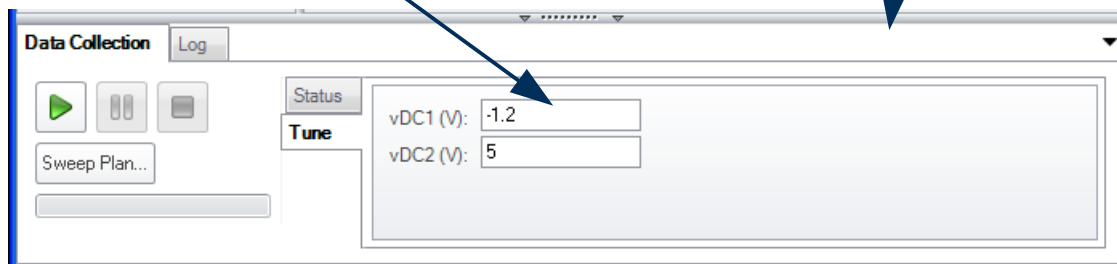 Data Collection
Log
Status
Tune
vDC1 (V): -1.2
vDC2 (V): 5
Sweep Plan...